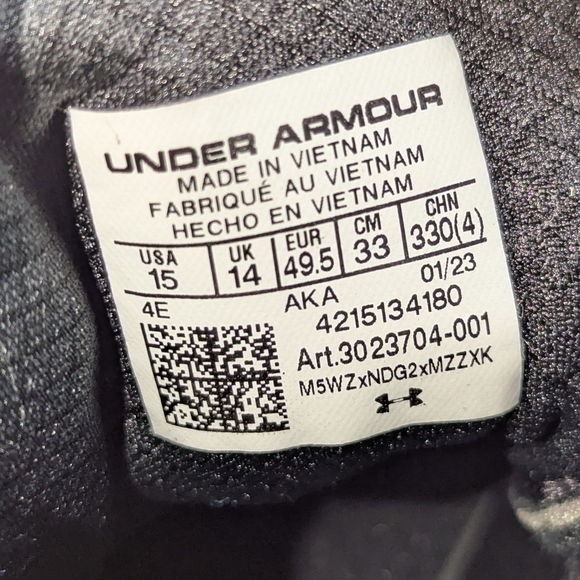 UNDER ARMOUR
MADE IN VIETNAM
FABRIQUÉ AU VIETNAM
HECHO EN VIETNAM
USA UK EUR CM CHN
15 14 49.5 33 330(4)
4E AKA 01/23
4215134180
Art.3023704-001
M5WZxNDG2xMZZXK